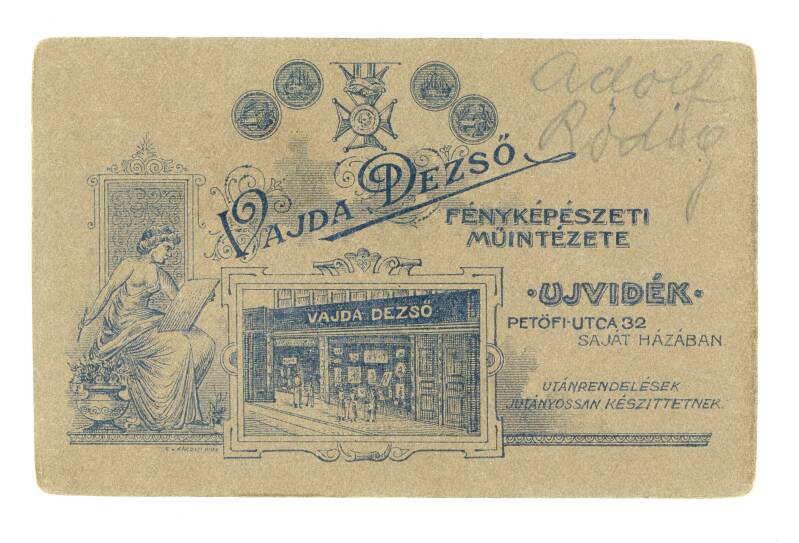 Adolf
Rödig
VAJDA DEZSŐ
FÉNYKÉPÉSZETI
MŰINTÉZETE
UJVIDÉK
PETŐFI-UTCA 32
SAJÁT HÁZÁBAN
VAJDA DEZSŐ
UTÁNRENDELÉSEK
JUTÁNYOSSAN KÉSZITTETNEK.